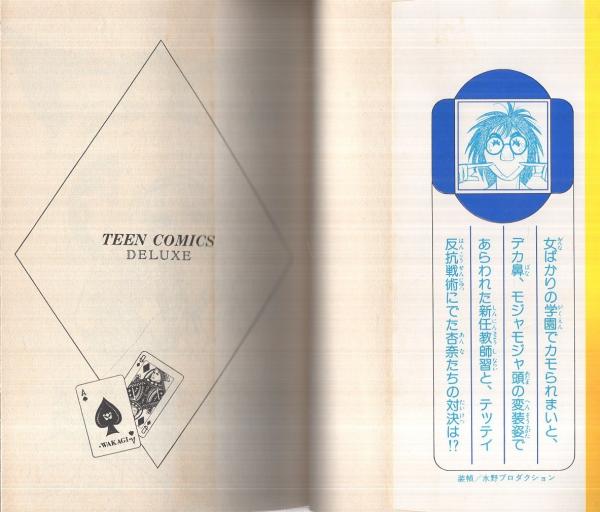 TEEN COMICS
DELUXE
A
WAKAGI
Q
女ばかりの学園でカモられまいと、
デカ鼻、モジャモジャ頭の変装姿で
あらわれた新任教師習と、テッテイ
反抗戦術にでた杏奈たちの対決は!?
装幀/水野プロダクション